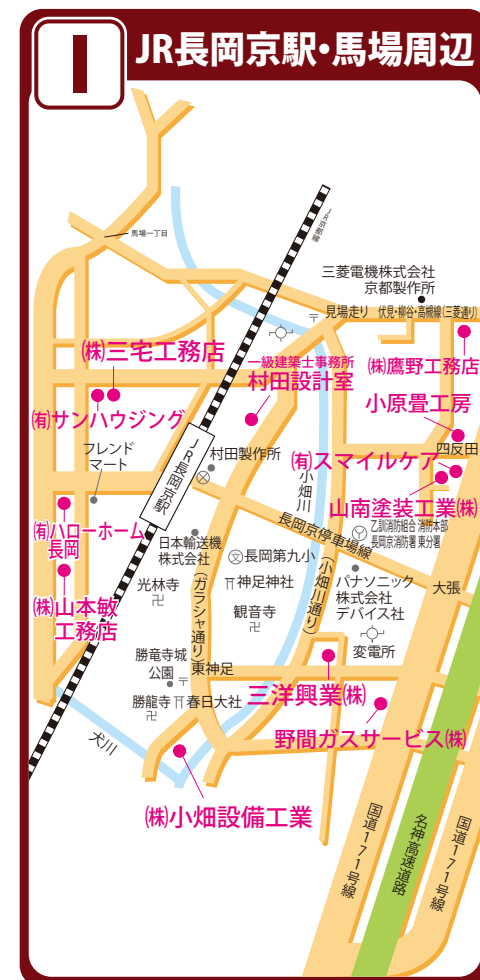 I
JR長岡京駅・馬場周辺
馬場一丁目
JR京都線
三菱電機株式会社
京都製作所
〒
見場走り
伏見・柳谷・高槻線(三菱通り)
㈱三宅工務店
一級建築士事務所
村田設計室
㈱鷹野工務店
㈲サンハウジング
小原畳工房
フレンド
マート
JR長岡京駅
村田製作所
小畑川
四反田
㈲スマイルケア
山南塗装工業㈱
㈲ハローホーム
長岡
長岡京停車場線
乙訓消防組合 消防本部
長岡京消防署 東分署
日本輸送機
株式会社
文長岡第九小
光林寺
卍
神足神社
(ガラシャ通り)
(小畑川通り)
パナソニック
株式会社
デバイス社
大張
㈱山本敏
工務店
観音寺
卍
変電所
勝竜寺城
公園
〒
東神足
三洋興業㈱
勝龍寺
卍
春日大社
野間ガスサービス㈱
犬川
㈱小畑設備工業
国道171号線
名神高速道路
国道171号線